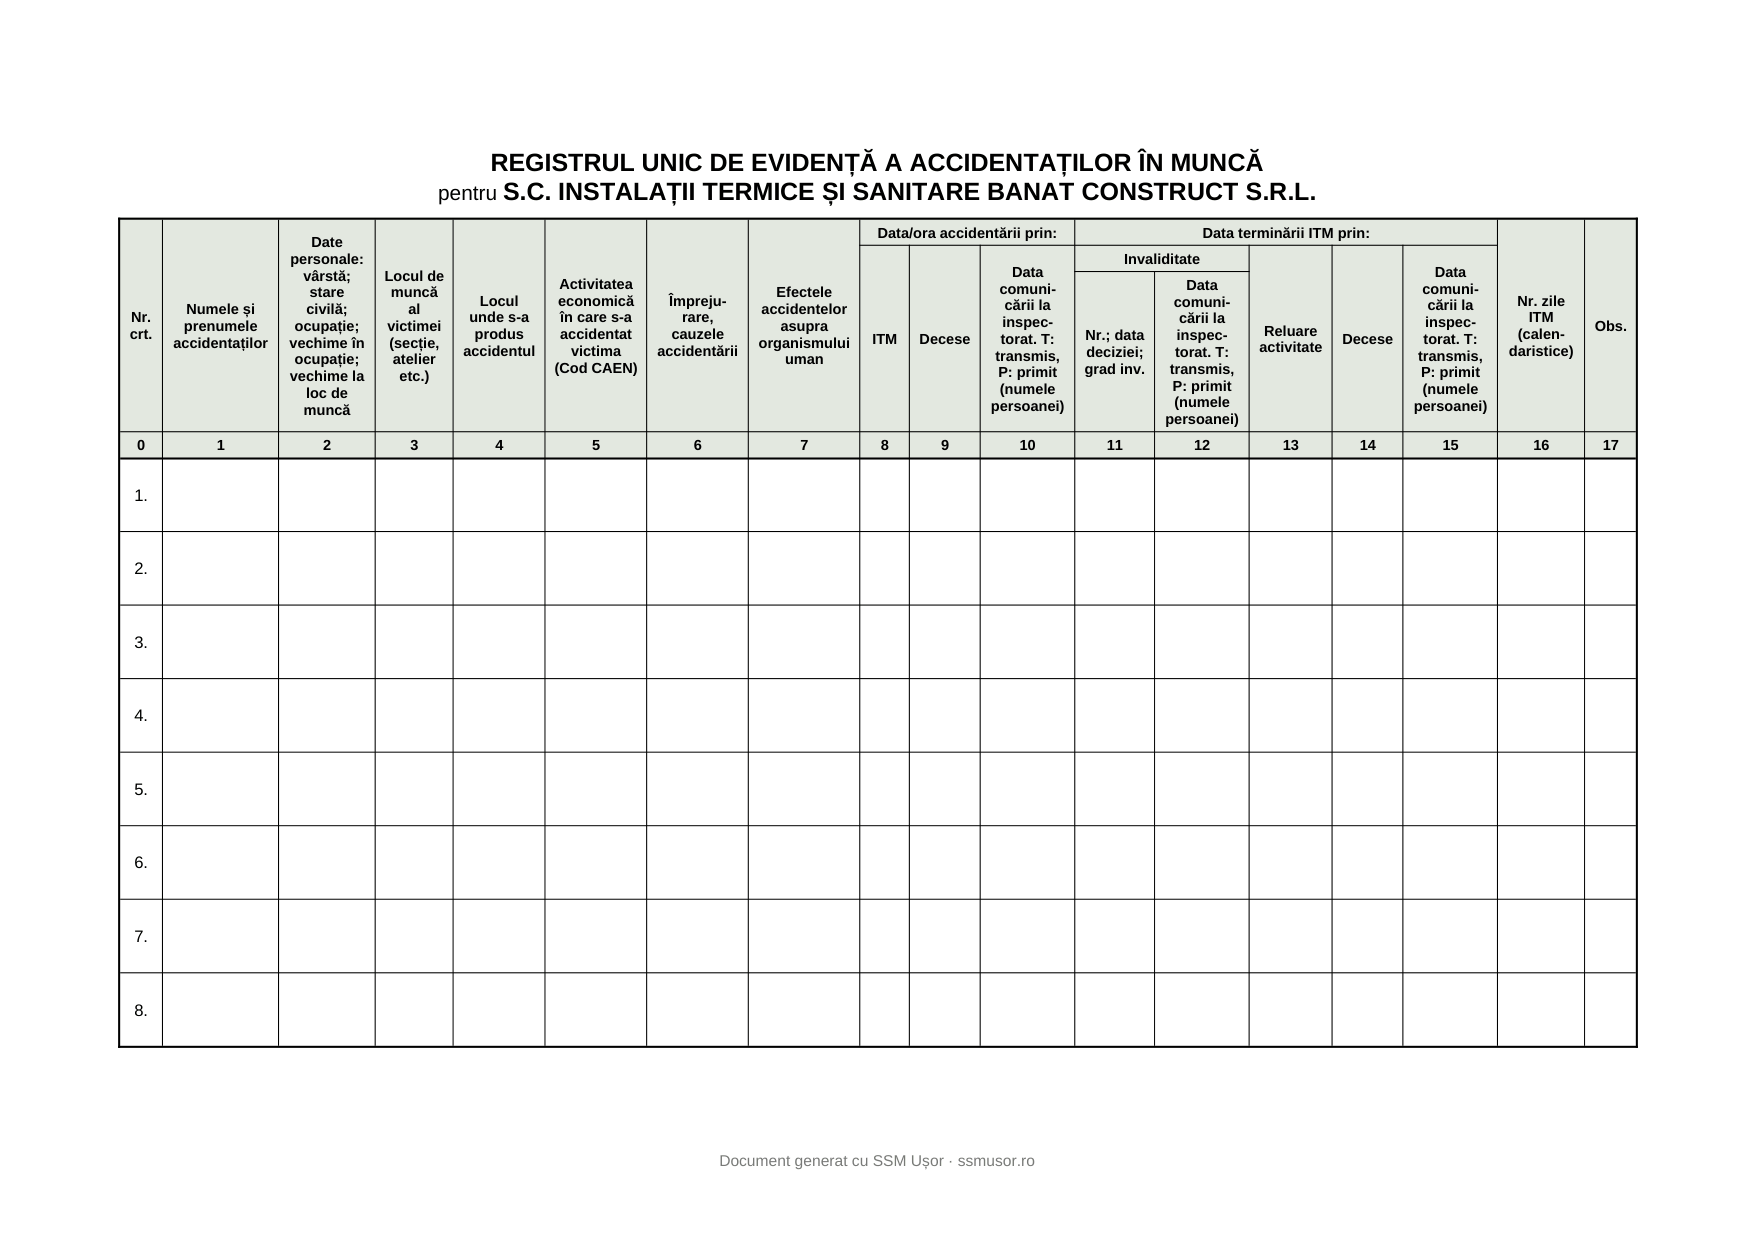 REGISTRUL UNIC DE EVIDENȚĂ A ACCIDENTAȚILOR ÎN MUNCĂ
pentru S.C. INSTALAȚII TERMICE ȘI SANITARE BANAT CONSTRUCT S.R.L.
Nr.
crt.
Numele și
prenumele
accidentaților
Date
personale:
vârstă;
stare
civilă;
ocupație;
vechime în
ocupație;
vechime la
loc de
muncă
Locul de
muncă
al
victimei
(secție,
atelier
etc.)
Locul
unde s-a
produs
accidentul
Activitatea
economică
în care s-a
accidentat
victima
(Cod CAEN)
Împreju-
rare,
cauzele
accidentării
Efectele
accidentelor
asupra
organismului
uman
Data/ora accidentării prin:
ITM
Decese
Data
comuni-
cării la
inspec-
torat. T:
transmis,
P: primit
(numele
persoanei)
Data terminării ITM prin:
Invaliditate
Nr.; data
deciziei;
grad inv.
Data
comuni-
cării la
inspec-
torat. T:
transmis,
P: primit
(numele
persoanei)
Reluare
activitate
Decese
Data
comuni-
cării la
inspec-
torat. T:
transmis,
P: primit
(numele
persoanei)
Nr. zile
ITM
(calen-
daristice)
Obs.
0 1 2 3 4 5 6 7 8 9 10 11 12 13 14 15 16 17
1.
2.
3.
4.
5.
6.
7.
8.
Document generat cu SSM Ușor · ssmusor.ro